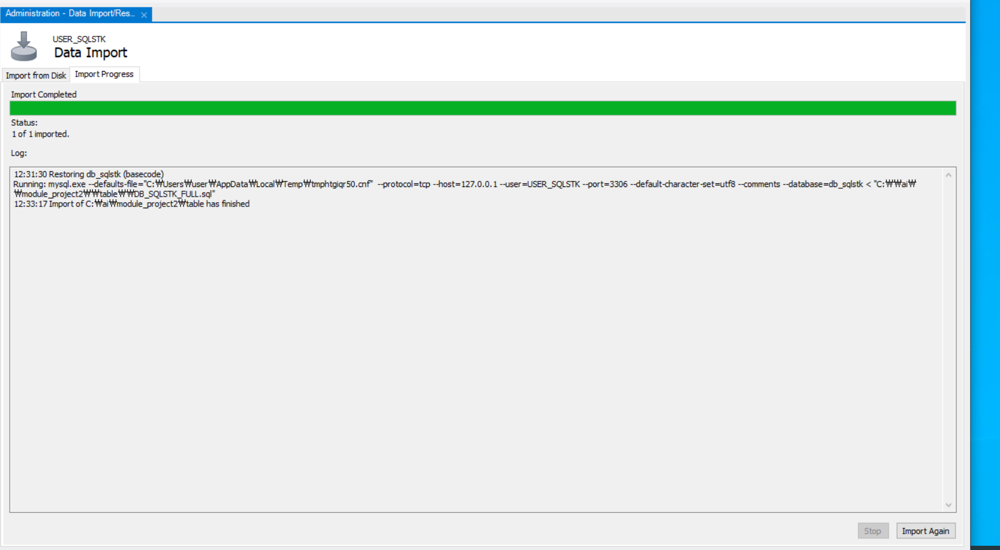 Administration - Data Import/Res...
USER_SQLSTK
Data Import
Import from Disk
Import Progress
Import Completed
Status:
1 of 1 imported.
Log:
12:31:30 Restoring db_sqlstk (basecode)
Running: mysql.exe --defaults-file="C:₩Users₩user₩AppData₩Local₩Temp₩tmphtgiqr50.cnf"  --protocol=tcp --host=127.0.0.1 --user=USER_SQLSTK --port=3306 --default-character-set=utf8 --comments --database=db_sqlstk < "C:₩₩ai₩
₩module_project2₩₩table₩₩DB_SQLSTK_FULL.sql"
12:33:17 Import of C:₩ai₩module_project2₩table has finished
Stop
Import Again